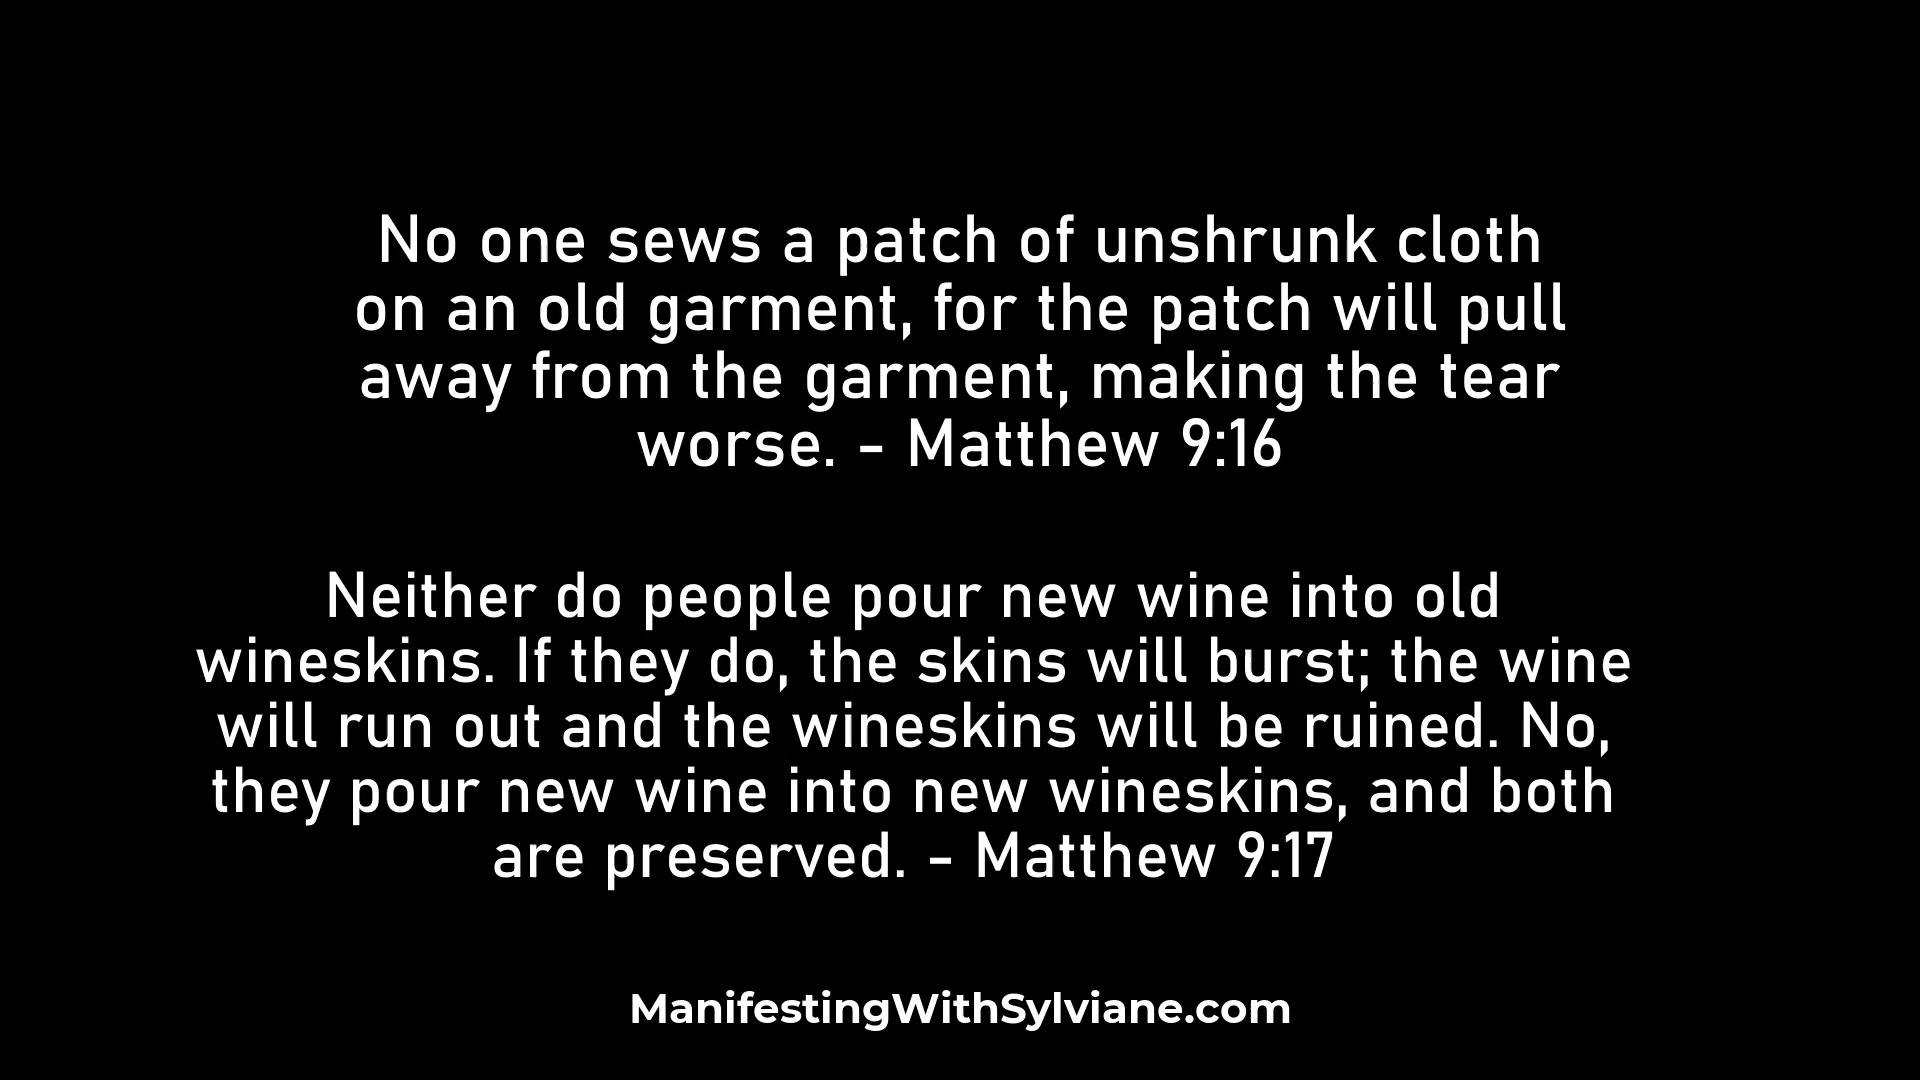 No one sews a patch of unshrunk cloth
on an old garment, for the patch will pull
away from the garment, making the tear
worse. - Matthew 9:16
Neither do people pour new wine into old
wineskins. If they do, the skins will burst; the wine
will run out and the wineskins will be ruined. No,
they pour new wine into new wineskins, and both
are preserved. - Matthew 9:17
ManifestingWithSylviane.com